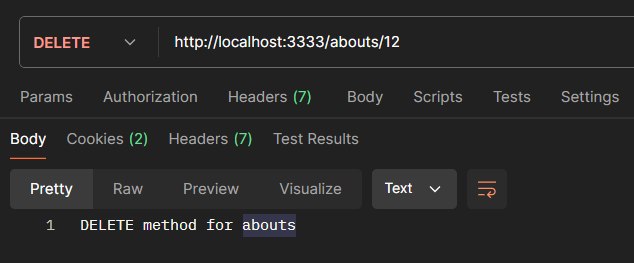 DELETE http://localhost:3333/abouts/12
Params Authorization Headers (7) Body Scripts Tests Settings
Body Cookies (2) Headers (7) Test Results
Pretty Raw Preview Visualize Text
1 DELETE method for abouts